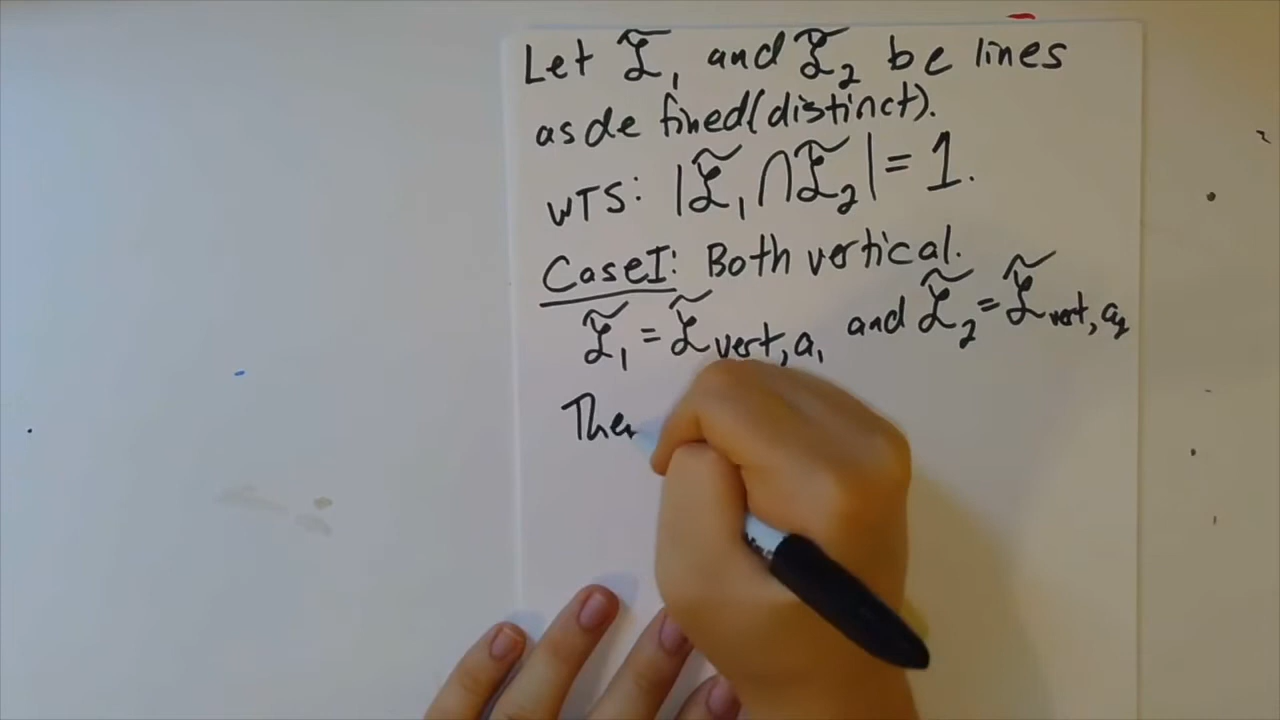 Let ℒ̃₁ and ℒ̃₂ be lines
as defined (distinct).
WTS: |ℒ̃₁ ∩ ℒ̃₂| = 1.
Case I: Both vertical.
ℒ̃₁ = ℒ̃vert, a₁ and ℒ̃₂ = ℒ̃vert, a₂
Then